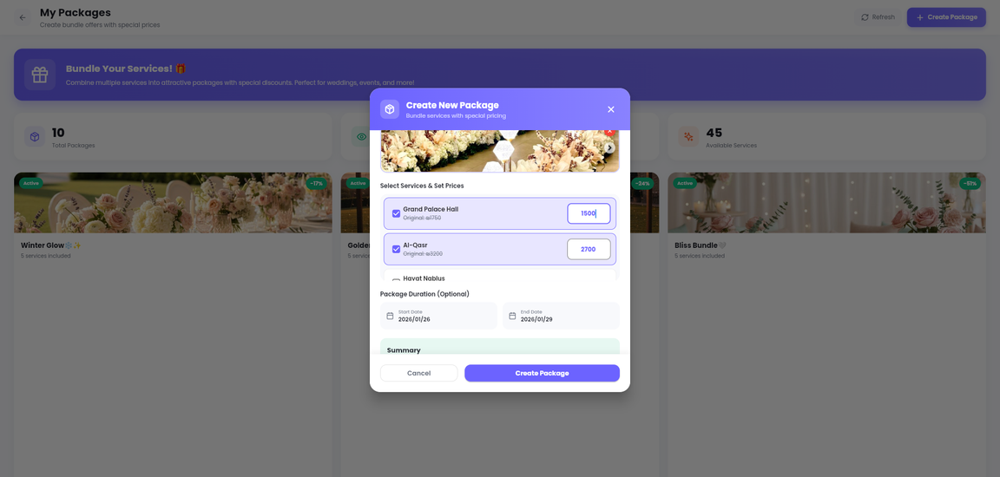 My Packages
Create bundle offers with special prices
Refresh
Create Package
Bundle Your Services! 🎁
Combine multiple services into attractive packages with special discounts. Perfect for weddings, events, and more!
10
Total Packages
45
Available Services
Active
-17%
Winter Glow❄️✨
5 services included
Active
-24%
Golde
5 service
Active
-51%
Bliss Bundle🤍
5 services included
Create New Package
Bundle services with special pricing
Select Services & Set Prices
Grand Palace Hall
Original: ₪1750
1500
Al-Qasr
Original: ₪3200
2700
Hayat Nablus
Package Duration (Optional)
Start Date
2026/01/26
End Date
2026/01/29
Summary
Cancel
Create Package